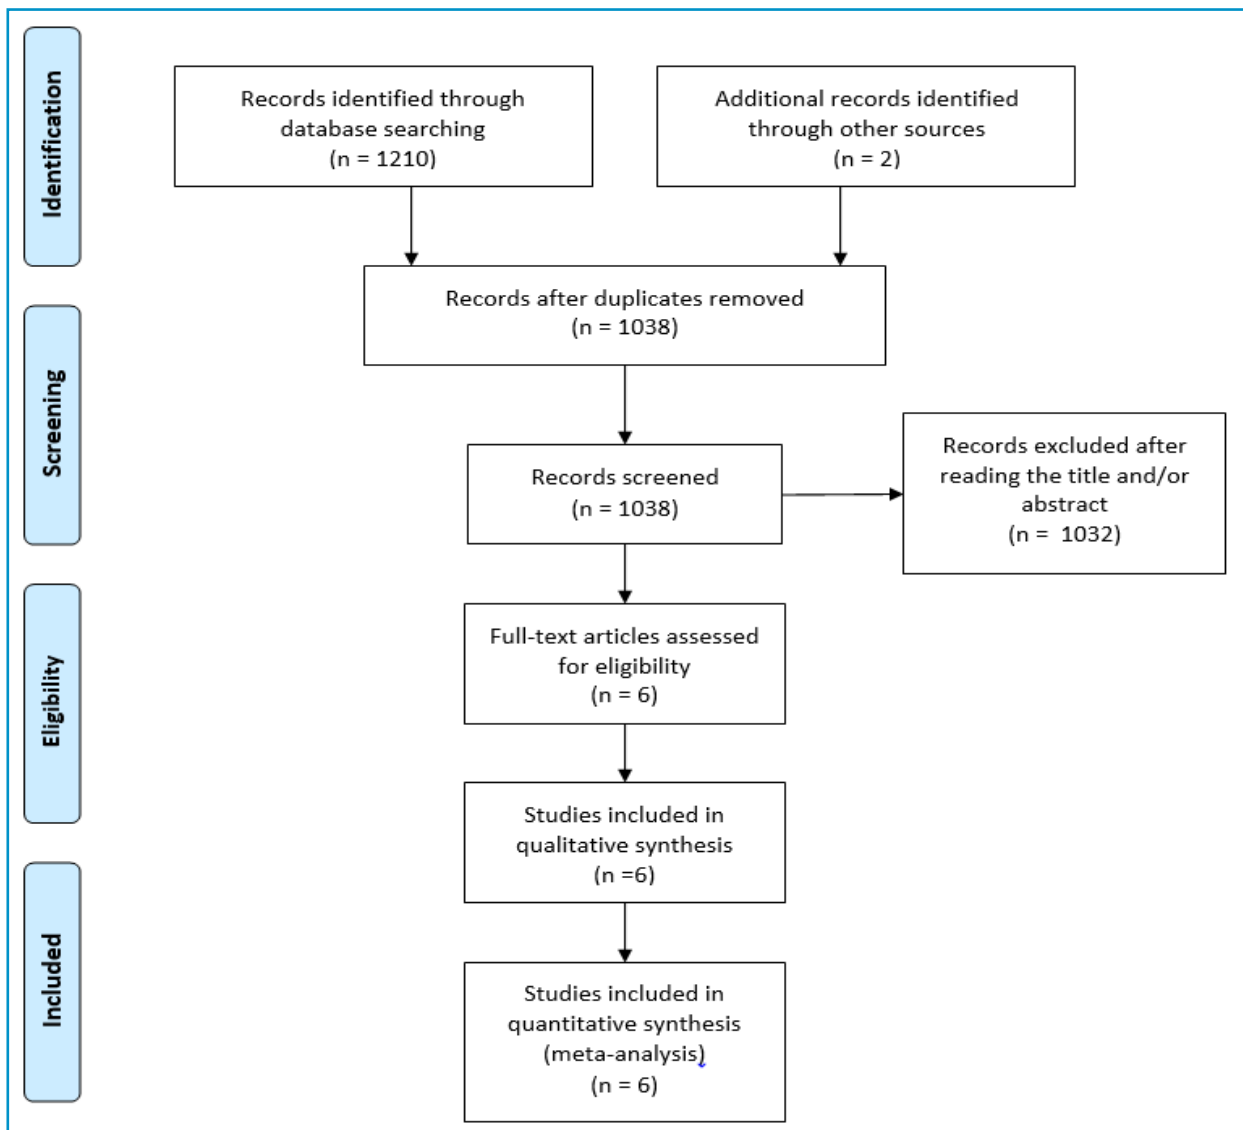 Identification
Records identified through
database searching
(n = 1210)
Additional records identified
through other sources
(n = 2)
Records after duplicates removed
(n = 1038)
Screening
Records screened
(n = 1038)
Records excluded after
reading the title and/or
abstract
(n =  1032)
Eligibility
Full-text articles assessed
for eligibility
(n = 6)
Studies included in
qualitative synthesis
(n =6)
Included
Studies included in
quantitative synthesis
(meta-analysis)
(n = 6)